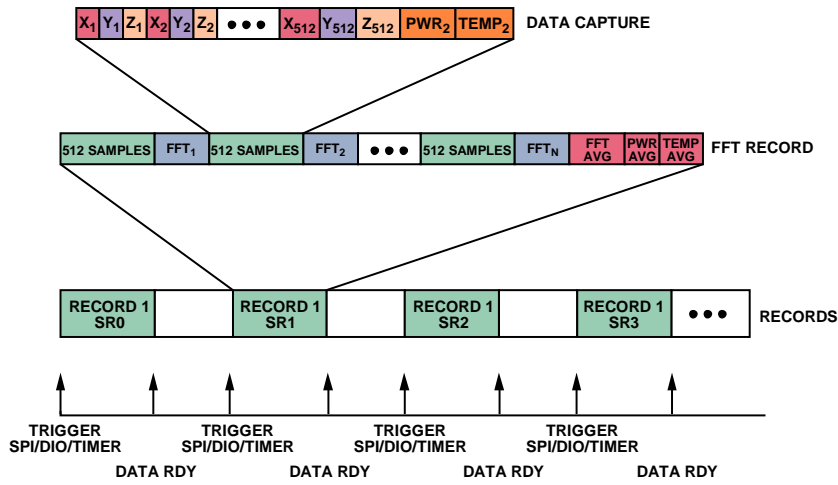 X1 Y1 Z1 X2 Y2 Z2 ••• X512 Y512 Z512 PWR2 TEMP2 DATA CAPTURE
512 SAMPLES FFT1 512 SAMPLES FFT2 ••• 512 SAMPLES FFTN FFT AVG PWR AVG TEMP AVG FFT RECORD
RECORD 1
SR0
RECORD 1
SR1
RECORD 1
SR2
RECORD 1
SR3
•••
RECORDS
TRIGGER
SPI/DIO/TIMER
TRIGGER
SPI/DIO/TIMER
TRIGGER
SPI/DIO/TIMER
TRIGGER
SPI/DIO/TIMER
DATA RDY
DATA RDY
DATA RDY
DATA RDY